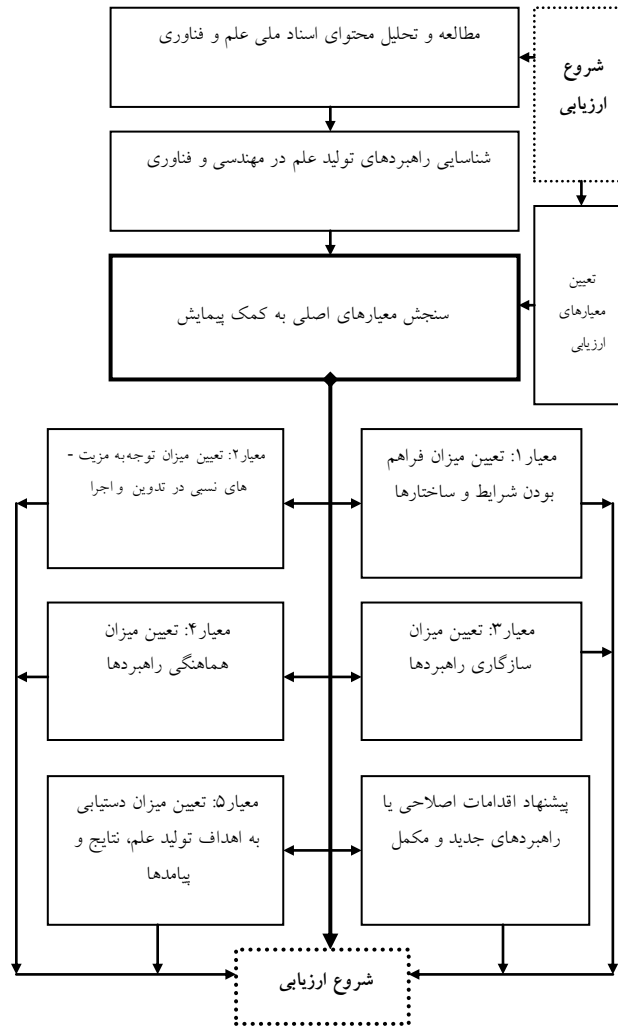 شروع
ارزیابی
مطالعه و تحلیل محتوای اسناد ملی علم و فناوری
شناسایی راهبردهای تولید علم در مهندسی و فناوری
تعیین
معیارهای
ارزیابی
سنجش معیارهای اصلی به کمک پیمایش
معیار۱: تعیین میزان فراهم
بودن شرایط و ساختارها
معیار۲: تعیین میزان توجه‌به مزیت -
های نسبی در تدوین و اجرا
معیار۳: تعیین میزان
سازگاری راهبردها
معیار۴: تعیین میزان
هماهنگی راهبردها
پیشنهاد اقدامات اصلاحی یا
راهبردهای جدید و مکمل
معیار۵: تعیین میزان دستیابی
به اهداف تولید علم، نتایج و
پیامدها
شروع ارزیابی